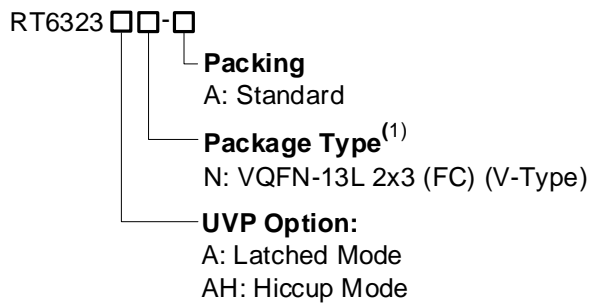 RT6323 □□-□
Packing
A: Standard
Package Type(1)
N: VQFN-13L 2x3 (FC) (V-Type)
UVP Option:
A: Latched Mode
AH: Hiccup Mode